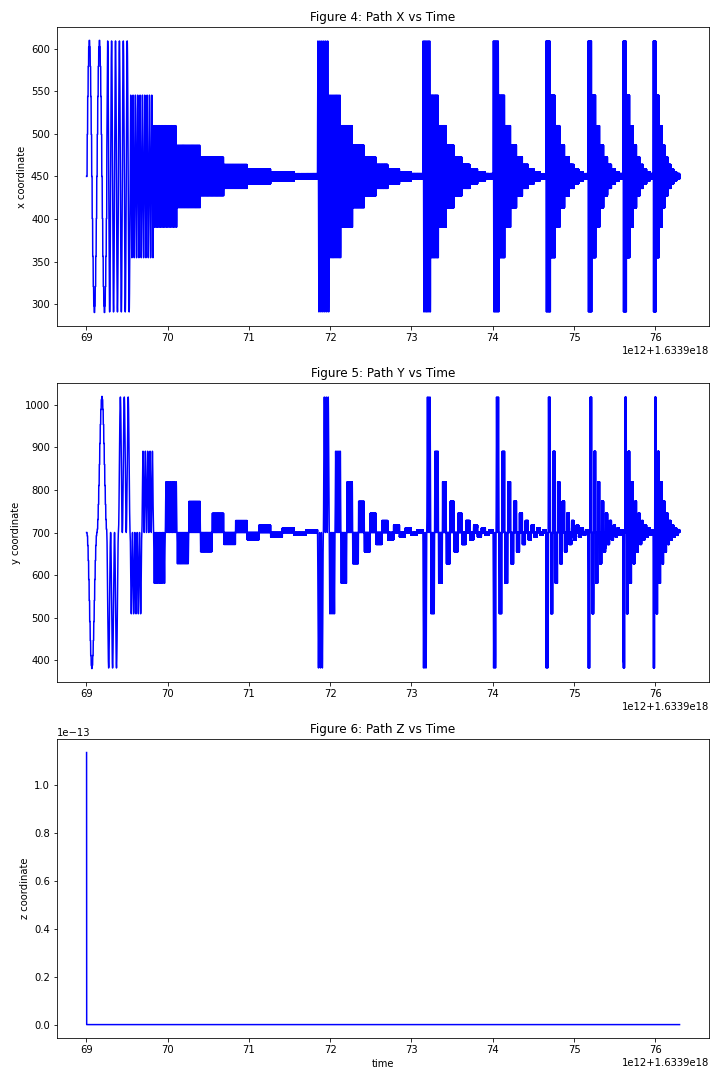 Figure 4: Path X vs Time
600
550
500
450
400
350
300
x coordinate
69 70 71 72 73 74 75 76
1e12+1.6339e18
Figure 5: Path Y vs Time
1000
900
800
700
600
500
400
y coordinate
69 70 71 72 73 74 75 76
1e12+1.6339e18
Figure 6: Path Z vs Time
1e−13
1.0
0.8
0.6
0.4
0.2
0.0
z coordinate
69 70 71 72 73 74 75 76
time
1e12+1.6339e18